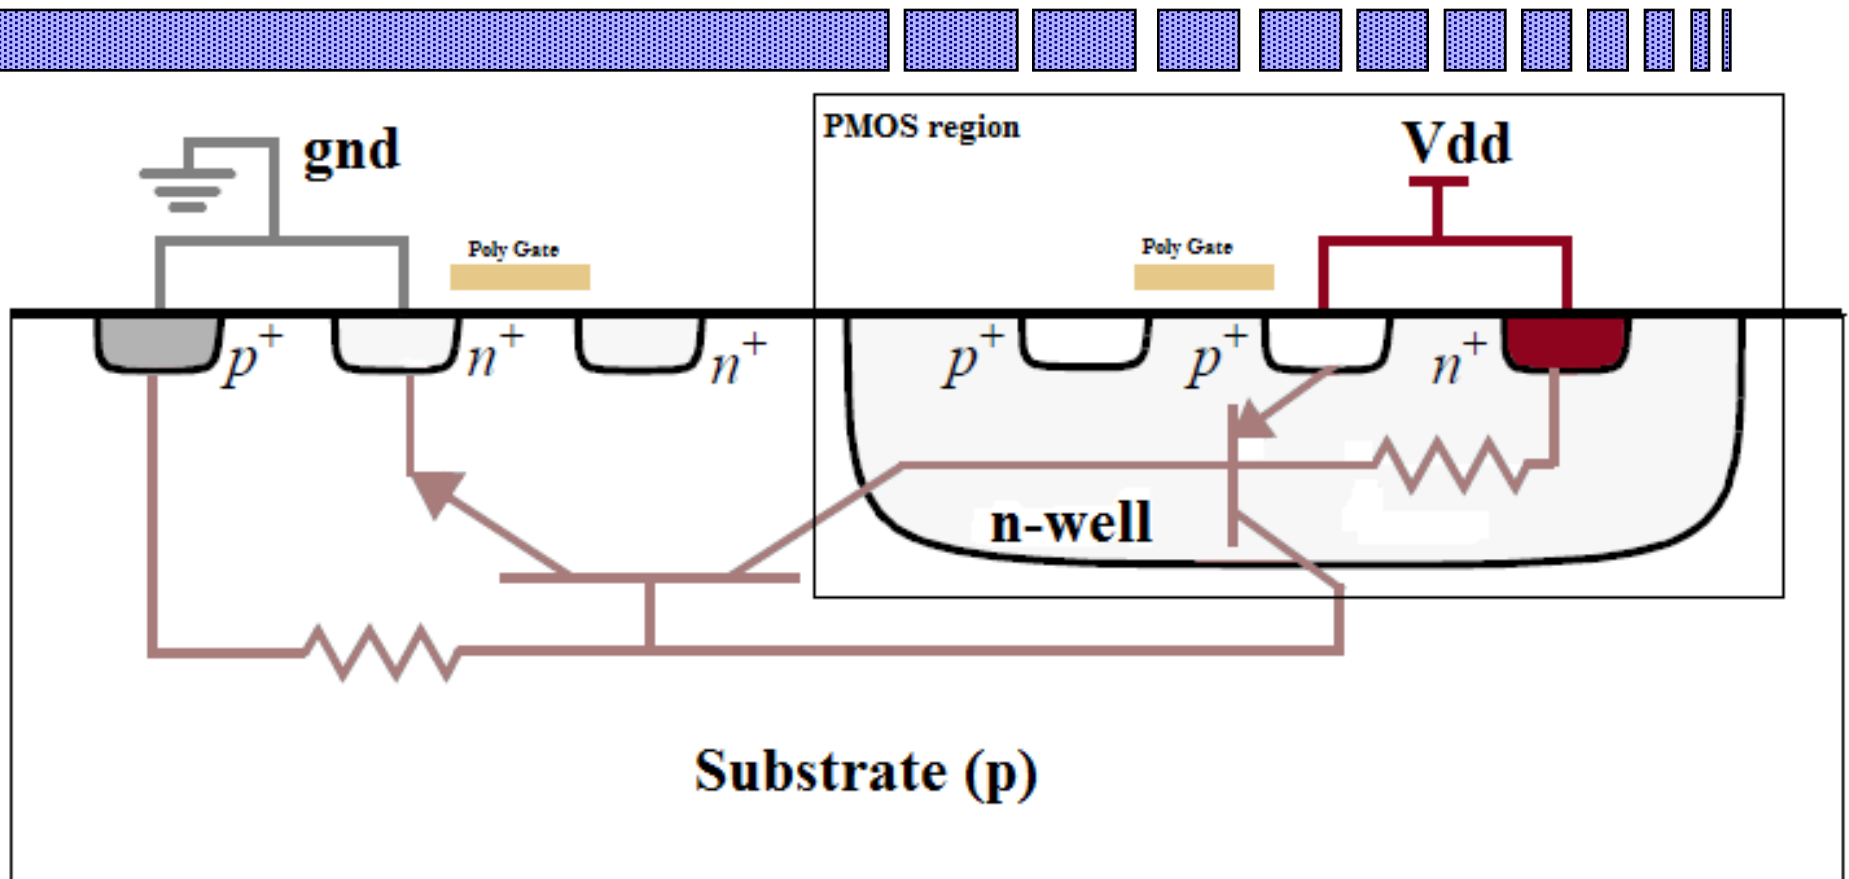 PMOS region
gnd
Vdd
Poly Gate
Poly Gate
p+
n+
n+
p+
p+
n+
n-well
Substrate (p)